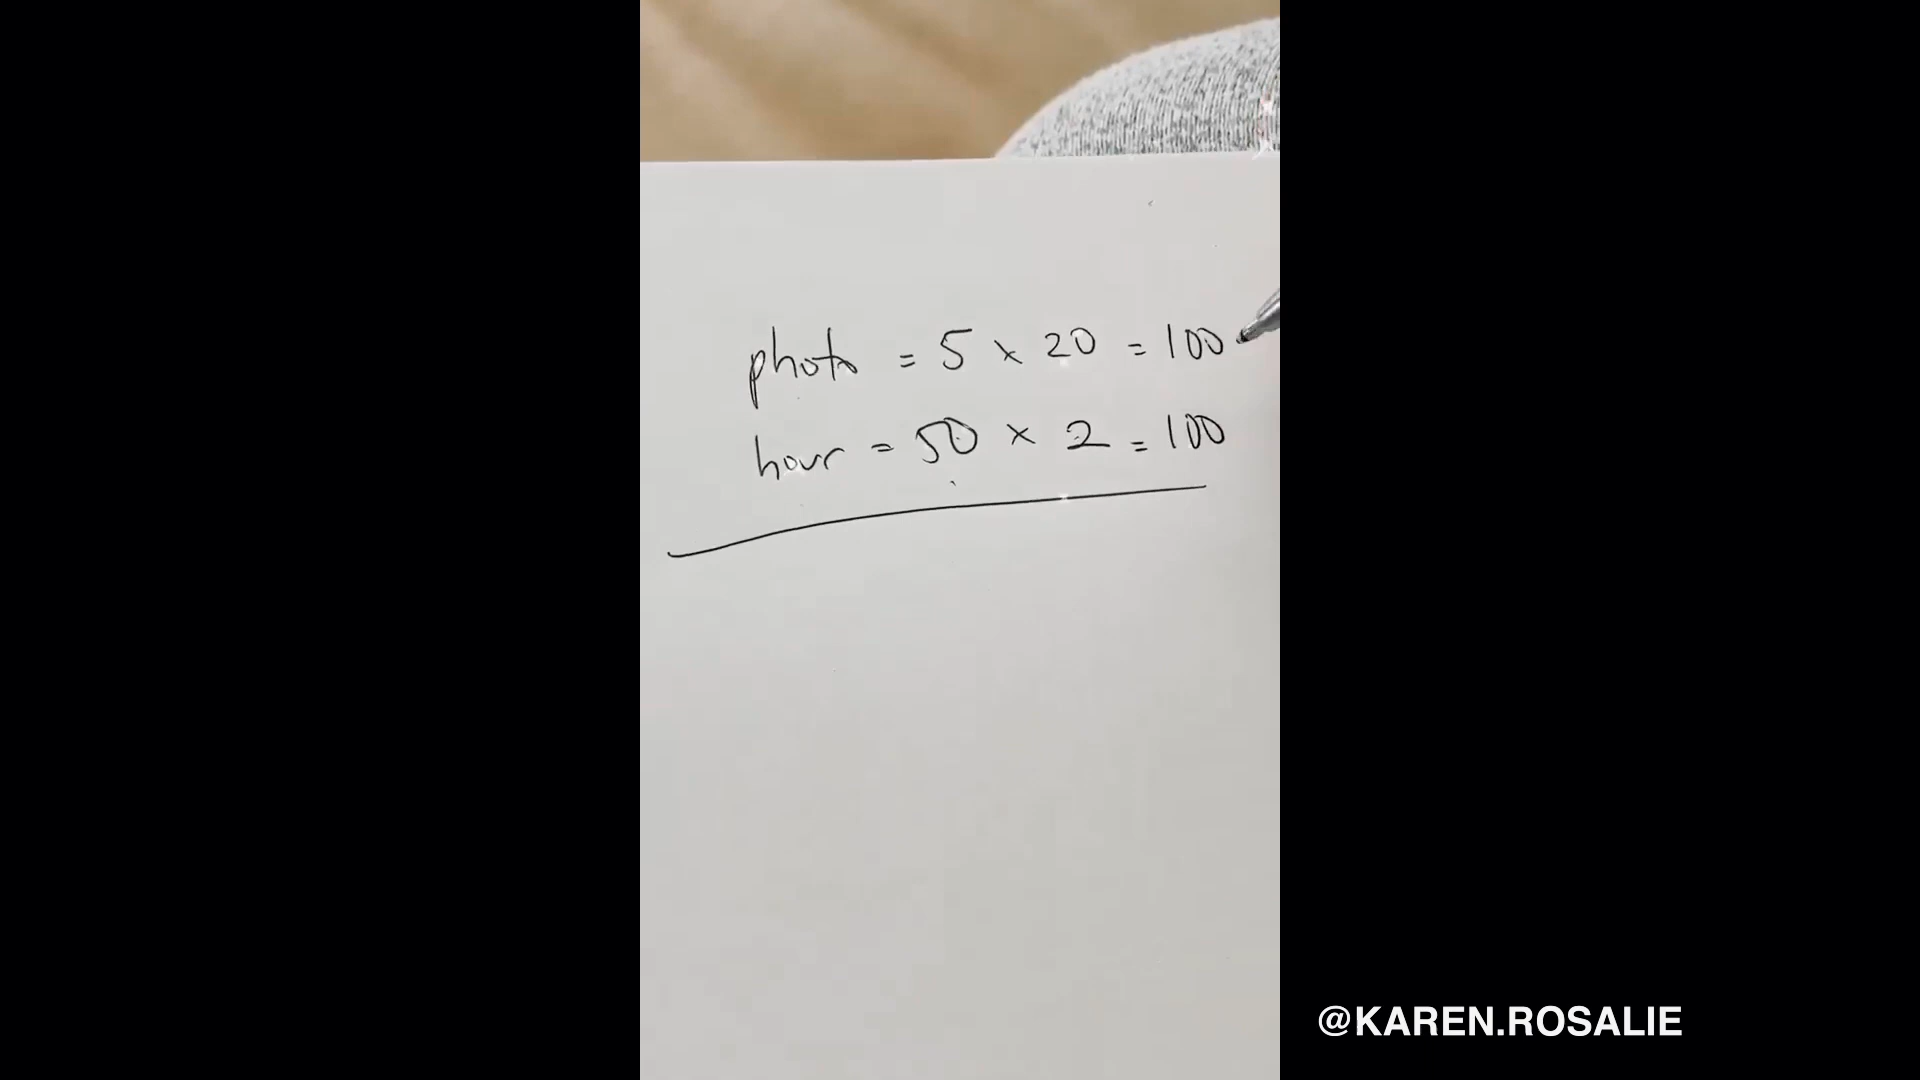 photo = 5 x 20 = 100
hour = 50 x 2 = 100
@KAREN.ROSALIE